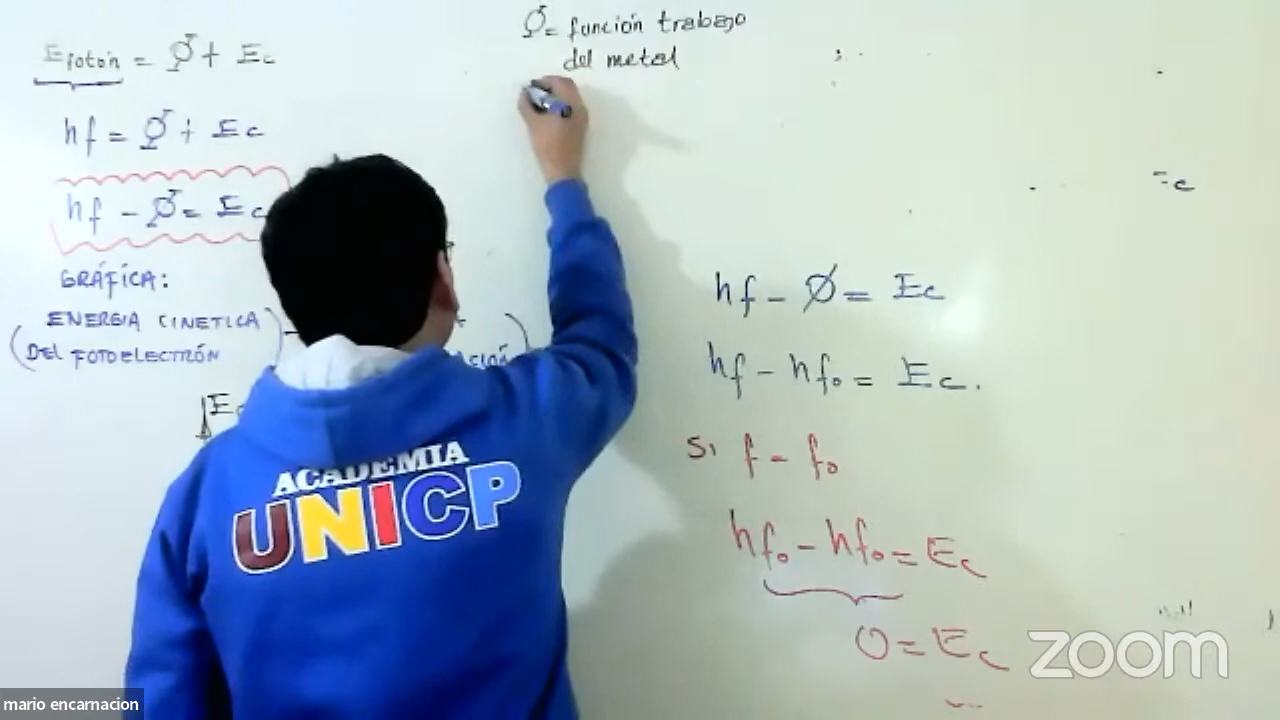 E fotón = Ø + Ec
hf = Ø + Ec
hf - Ø = Ec
GRÁFICA:
ENERGIA CINETICA
(DEL FOTOELECTRÓN
Ec
Ø = función trabajo
del metal
hf - Ø = Ec
hf - hf₀ = Ec.
Si f = f₀
hf₀ - hf₀ = Ec
0 = Ec
ACADEMIA
UNICP
zoom
mario encarnacion